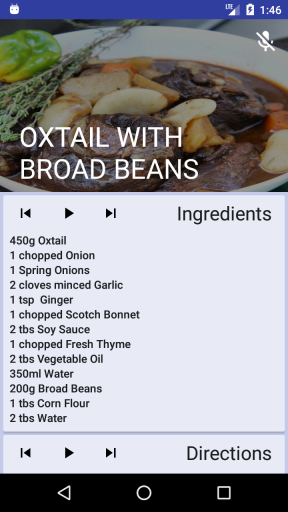 LTE 1:46
OXTAIL WITH
BROAD BEANS
Ingredients
450g Oxtail
1 chopped Onion
1 Spring Onions
2 cloves minced Garlic
1 tsp  Ginger
1 chopped Scotch Bonnet
2 tbs Soy Sauce
1 chopped Fresh Thyme
2 tbs Vegetable Oil
350ml Water
200g Broad Beans
1 tbs Corn Flour
2 tbs Water
Directions